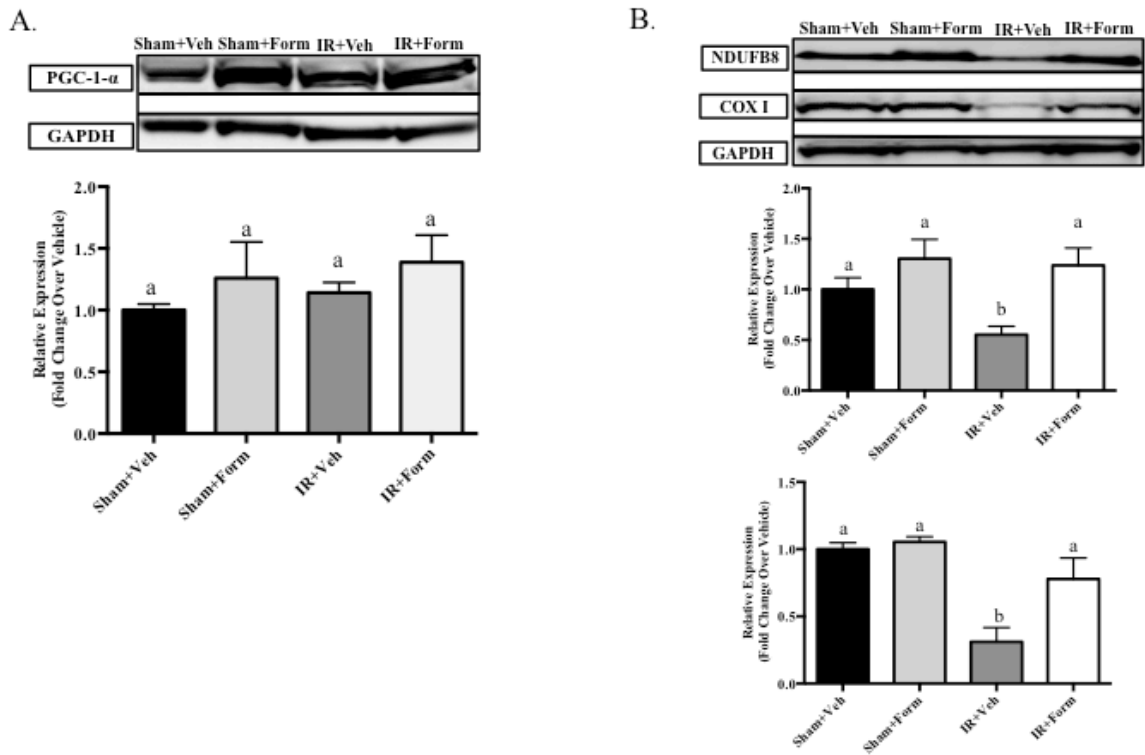 A.
Sham+Veh Sham+Form IR+Veh IR+Form
PGC-1-α
GAPDH
Relative Expression
(Fold Change Over Vehicle)
2.0
1.5
1.0
0.5
0.0
a
a
a
a
Sham+Veh
Sham+Form
IR+Veh
IR+Form
B.
Sham+Veh Sham+Form IR+Veh IR+Form
NDUFB8
COX I
GAPDH
Relative Expression
(Fold Change Over Vehicle)
2.0
1.5
1.0
0.5
0.0
a
a
b
a
Sham+Veh
Sham+Form
IR+Veh
IR+Form
Relative Expression
(Fold Change Over Vehicle)
1.5
1.0
0.5
0.0
a
a
b
a
Sham+Veh
Sham+Form
IR+Veh
IR+Form